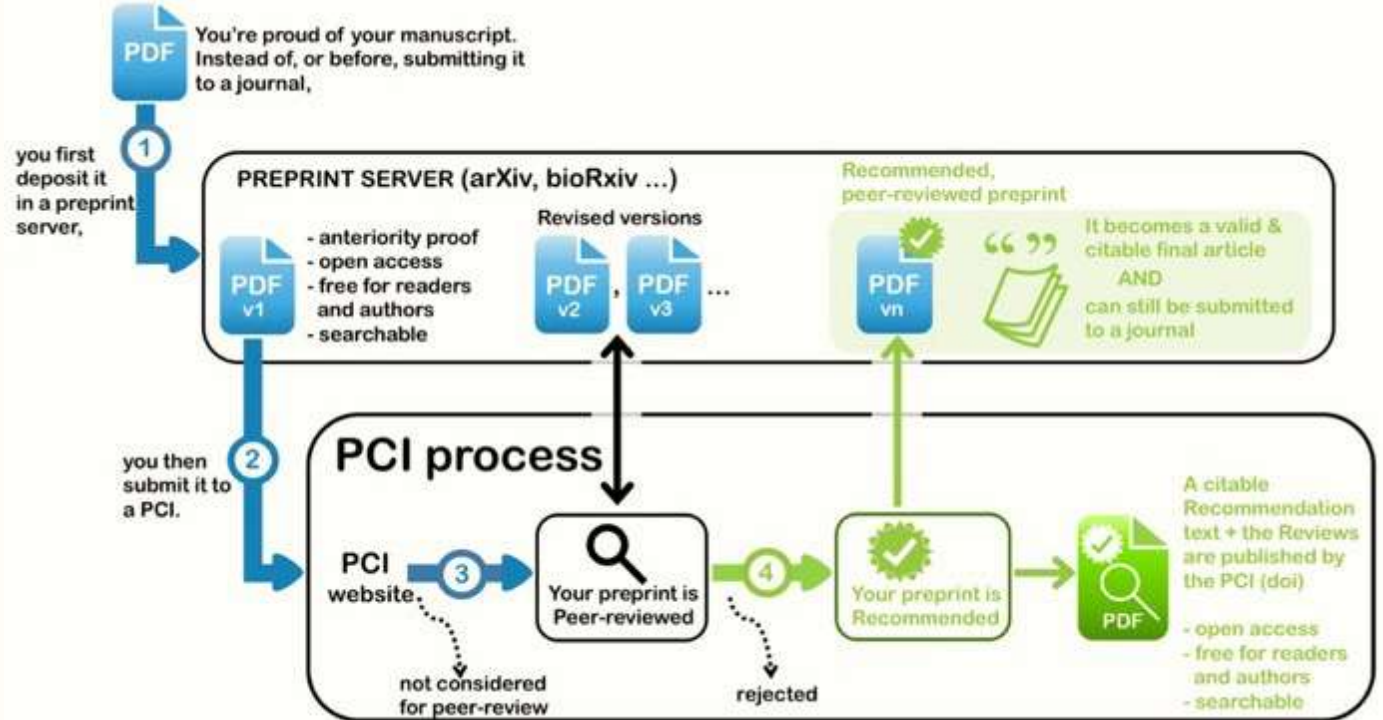 PDF
You're proud of your manuscript.
Instead of, or before, submitting it
to a journal,
1
you first
deposit it
in a preprint
server,
PREPRINT SERVER (arXiv, bioRxiv ...)
PDF
v1
- anteriority proof
- open access
- free for readers
and authors
- searchable
Revised versions
PDF
v2
,
PDF
v3
...
Recommended,
peer-reviewed preprint
PDF
vn
“ ”
It becomes a valid &
citable final article
AND
can still be submitted
to a journal
2
you then
submit it to
a PCI.
PCI process
PCI
website
3
not considered
for peer-review
Your preprint is
Peer-reviewed
4
rejected
Your preprint is
Recommended
PDF
A citable
Recommendation
text + the Reviews
are published by
the PCI (doi)
- open access
- free for readers
and authors
- searchable